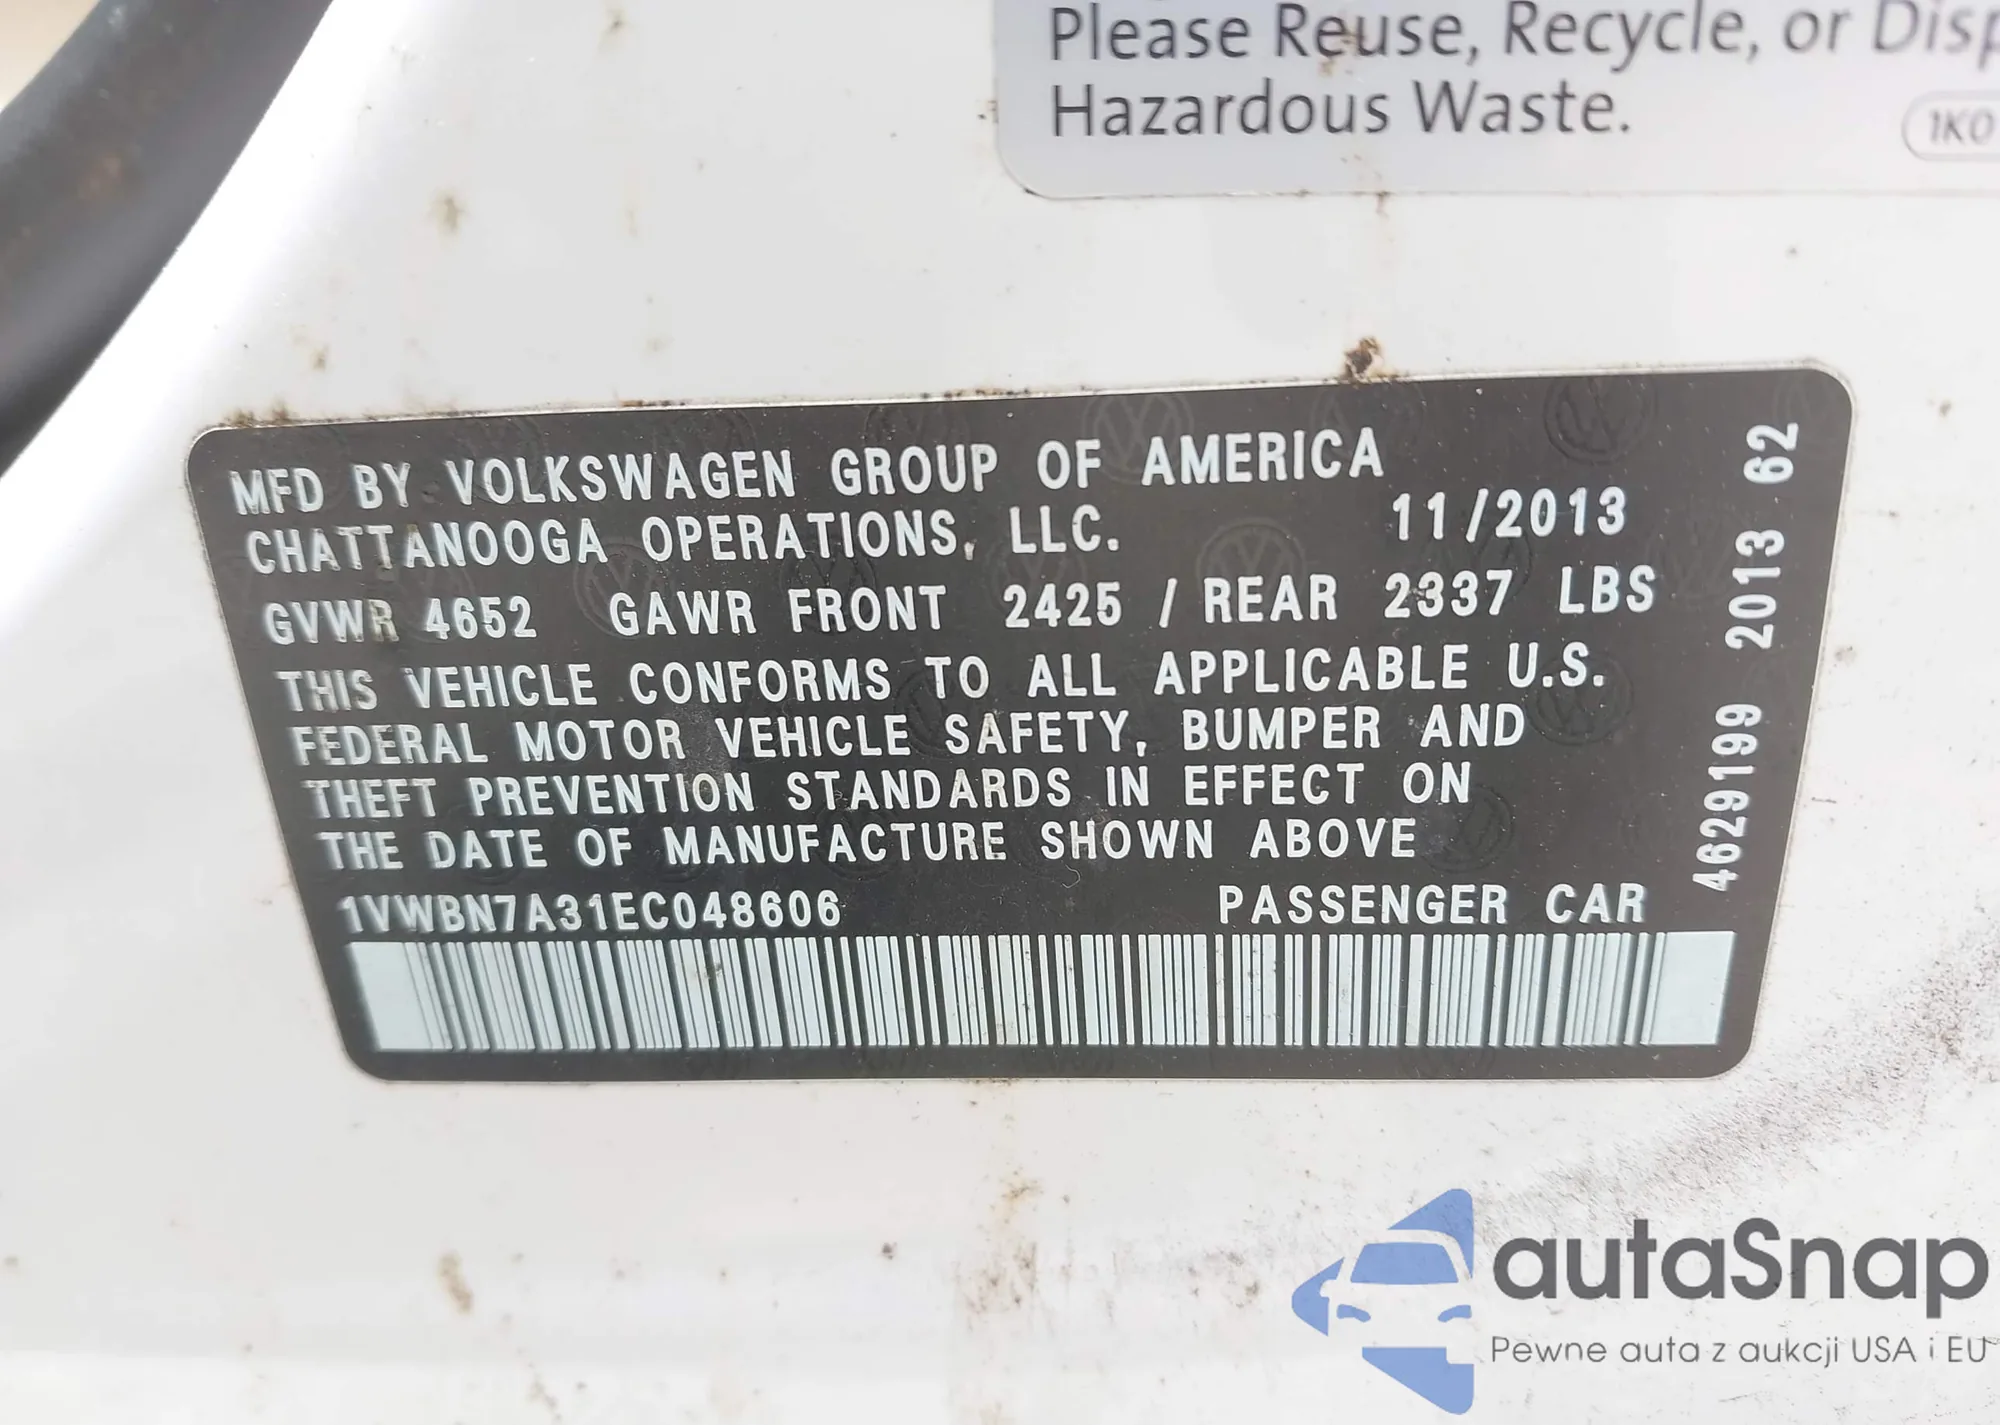 Please Reuse, Recycle, or Disp
Hazardous Waste.
1K0
MFD BY VOLKSWAGEN GROUP OF AMERICA
CHATTANOOGA OPERATIONS, LLC. 11/2013
GVWR 4652 GAWR FRONT 2425 / REAR 2337 LBS
THIS VEHICLE CONFORMS TO ALL APPLICABLE U.S.
FEDERAL MOTOR VEHICLE SAFETY, BUMPER AND
THEFT PREVENTION STANDARDS IN EFFECT ON
THE DATE OF MANUFACTURE SHOWN ABOVE
1VWBN7A31EC048606 PASSENGER CAR
4629199 2013 62
autaSnap
Pewne auta z aukcji USA i EU